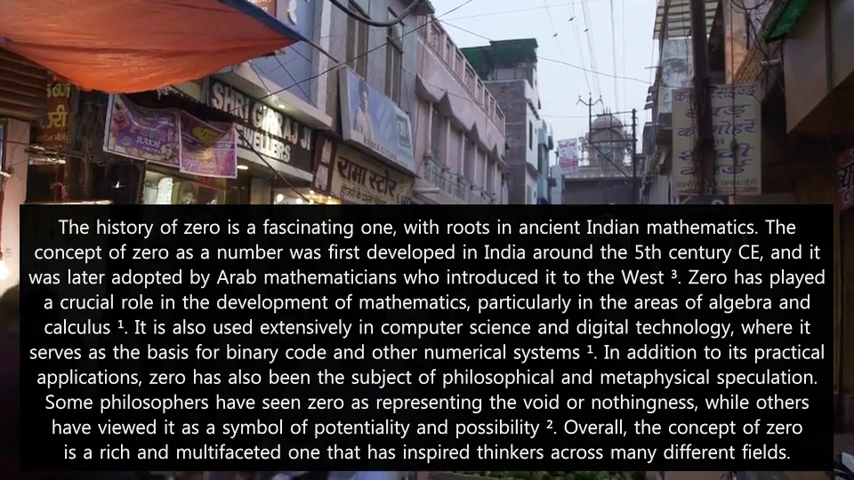 SHRI GIRRAJ JI
JEWELLERS
रामा स्टोर
The history of zero is a fascinating one, with roots in ancient Indian mathematics. The
concept of zero as a number was first developed in India around the 5th century CE, and it
was later adopted by Arab mathematicians who introduced it to the West ³. Zero has played
a crucial role in the development of mathematics, particularly in the areas of algebra and
calculus ¹. It is also used extensively in computer science and digital technology, where it
serves as the basis for binary code and other numerical systems ¹. In addition to its practical
applications, zero has also been the subject of philosophical and metaphysical speculation.
Some philosophers have seen zero as representing the void or nothingness, while others
have viewed it as a symbol of potentiality and possibility ². Overall, the concept of zero
is a rich and multifaceted one that has inspired thinkers across many different fields.